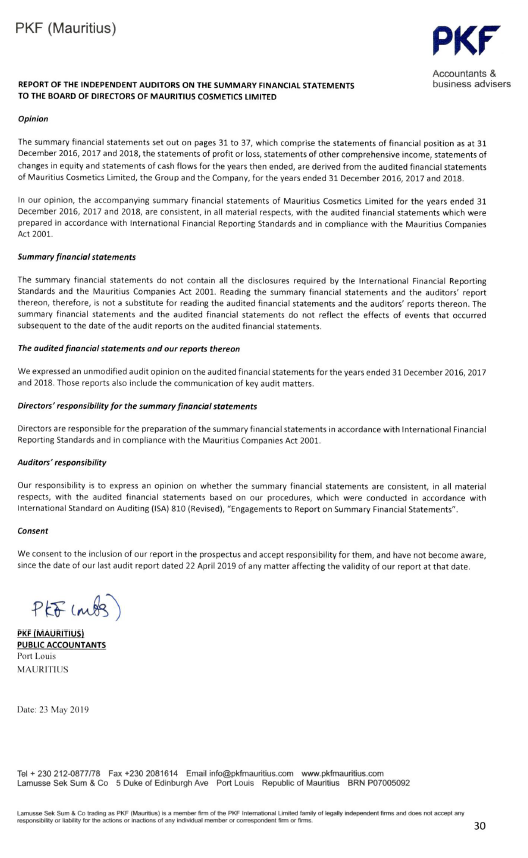 PKF (Mauritius)
PKF
Accountants &
business advisers
REPORT OF THE INDEPENDENT AUDITORS ON THE SUMMARY FINANCIAL STATEMENTS
TO THE BOARD OF DIRECTORS OF MAURITIUS COSMETICS LIMITED
Opinion
The summary financial statements set out on pages 31 to 37, which comprise the statements of financial position as at 31
December 2016, 2017 and 2018, the statements of profit or loss, statements of other comprehensive income, statements of
changes in equity and statements of cash flows for the years then ended, are derived from the audited financial statements
of Mauritius Cosmetics Limited, the Group and the Company, for the years ended 31 December 2016, 2017 and 2018.
In our opinion, the accompanying summary financial statements of Mauritius Cosmetics Limited for the years ended 31
December 2016, 2017 and 2018, are consistent, in all material respects, with the audited financial statements which were
prepared in accordance with International Financial Reporting Standards and in compliance with the Mauritius Companies
Act 2001.
Summary financial statements
The summary financial statements do not contain all the disclosures required by the International Financial Reporting
Standards and the Mauritius Companies Act 2001. Reading the summary financial statements and the auditors' report
thereon, therefore, is not a substitute for reading the audited financial statements and the auditors' reports thereon. The
summary financial statements and the audited financial statements do not reflect the effects of events that occurred
subsequent to the date of the audit reports on the audited financial statements.
The audited financial statements and our reports thereon
We expressed an unmodified audit opinion on the audited financial statements for the years ended 31 December 2016, 2017
and 2018. Those reports also include the communication of key audit matters.
Directors' responsibility for the summary financial statements
Directors are responsible for the preparation of the summary financial statements in accordance with International Financial
Reporting Standards and in compliance with the Mauritius Companies Act 2001.
Auditors' responsibility
Our responsibility is to express an opinion on whether the summary financial statements are consistent, in all material
respects, with the audited financial statements based on our procedures, which were conducted in accordance with
International Standard on Auditing (ISA) 810 (Revised), "Engagements to Report on Summary Financial Statements".
Consent
We consent to the inclusion of our report in the prospectus and accept responsibility for them, and have not become aware,
since the date of our last audit report dated 22 April 2019 of any matter affecting the validity of our report at that date.
PKF (MAURITIUS)
PUBLIC ACCOUNTANTS
Port Louis
MAURITIUS
Date: 23 May 2019
Tel + 230 212-0877/78 Fax +230 2081614 Email info@pkfmauritius.com www.pkfmauritius.com
Lamusse Sek Sum & Co 5 Duke of Edinburgh Ave Port Louis Republic of Mauritius BRN P07005092
Lamusse Sek Sum & Co trading as PKF (Mauritius) is a member firm of the PKF International Limited family of legally independent firms and does not accept any
responsibility or liability for the actions or inactions of any individual member or correspondent firm or firms.
30